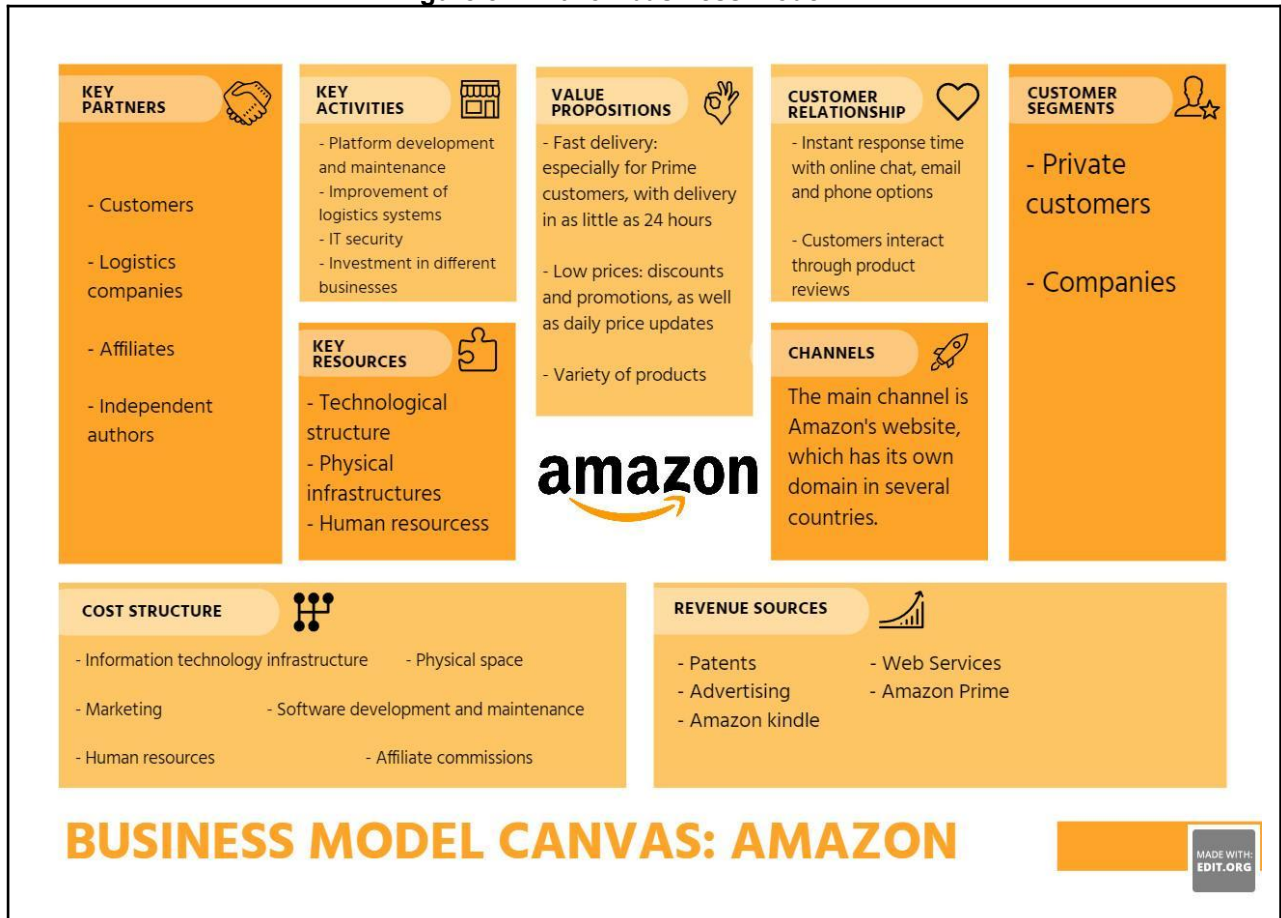 KEY
PARTNERS
- Customers
- Logistics
companies
- Affiliates
- Independent
authors
KEY
ACTIVITIES
- Platform development
and maintenance
- Improvement of
logistics systems
- IT security
- Investment in different
businesses
KEY
RESOURCES
- Technological
structure
- Physical
infrastructures
- Human resourcess
VALUE
PROPOSITIONS
- Fast delivery:
especially for Prime
customers, with delivery
in as little as 24 hours
- Low prices: discounts
and promotions, as well
as daily price updates
- Variety of products
amazon
CUSTOMER
RELATIONSHIP
- Instant response time
with online chat, email
and phone options
- Customers interact
through product
reviews
CHANNELS
The main channel is
Amazon's website,
which has its own
domain in several
countries.
CUSTOMER
SEGMENTS
- Private
customers
- Companies
COST STRUCTURE
- Information technology infrastructure - Physical space
- Marketing - Software development and maintenance
- Human resources - Affiliate commissions
REVENUE SOURCES
- Patents - Web Services
- Advertising - Amazon Prime
- Amazon kindle
BUSINESS MODEL CANVAS: AMAZON
MADE WITH:
EDIT.ORG